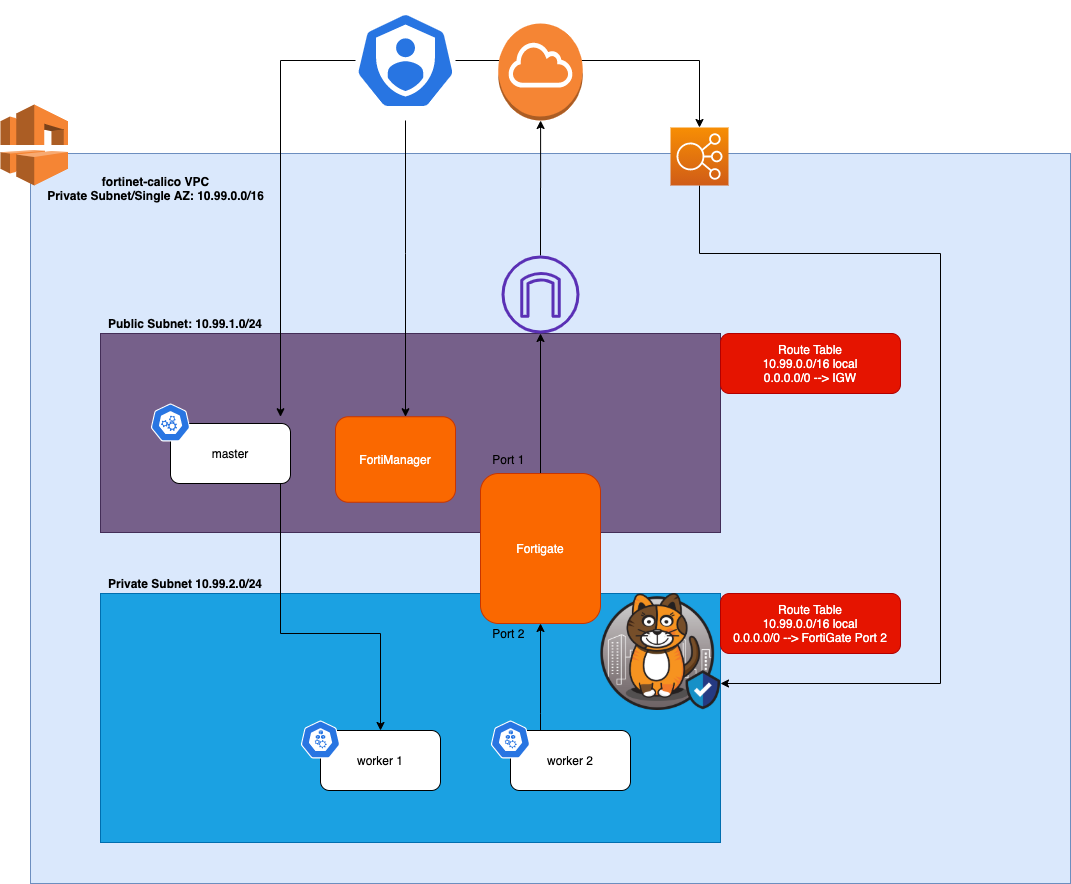 fortinet-calico VPC
Private Subnet/Single AZ: 10.99.0.0/16
Public Subnet: 10.99.1.0/24
Route Table
10.99.0.0/16 local
0.0.0.0/0 --> IGW
master
FortiManager
Port 1
Fortigate
Private Subnet 10.99.2.0/24
Route Table
10.99.0.0/16 local
0.0.0.0/0 --> FortiGate Port 2
Port 2
worker 1
worker 2